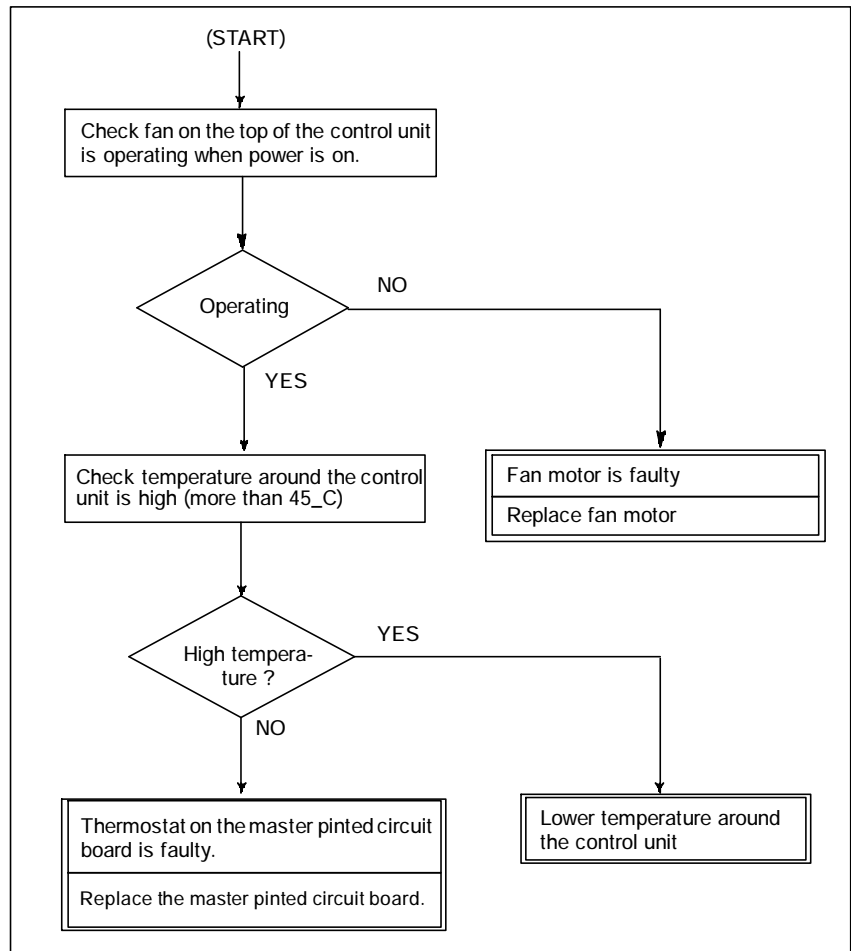 (START)
Check fan on the top of the control unit
is operating when power is on.
Operating
NO
YES
Check temperature around the control
unit is high (more than 45_C)
Fan motor is faulty
Replace fan motor
High tempera-
ture ?
YES
NO
Thermostat on the master pinted circuit
board is faulty.
Replace the master pinted circuit board.
Lower temperature around
the control unit